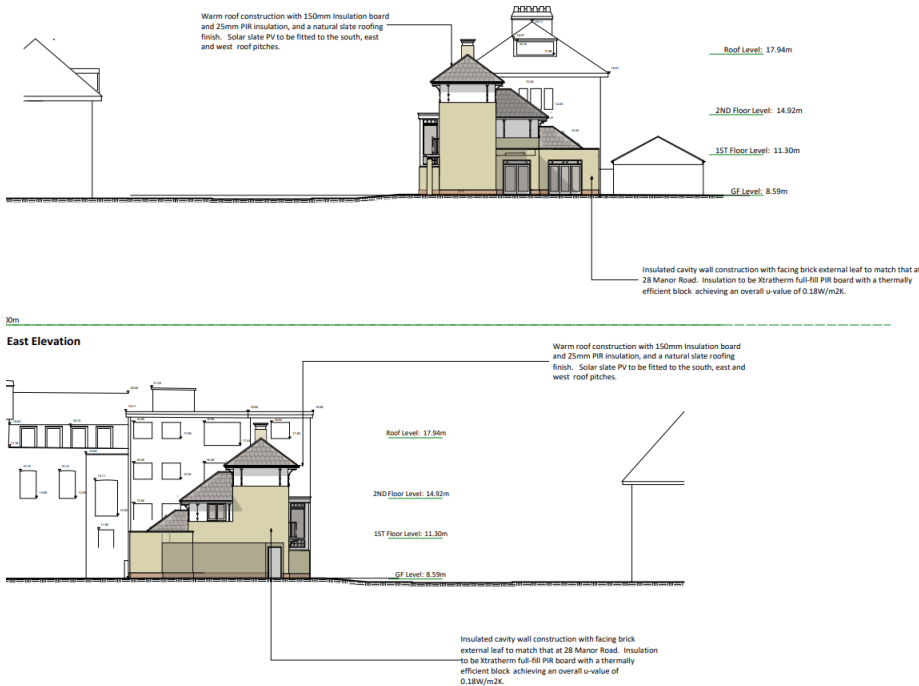 Warm roof construction with 150mm Insulation board
and 25mm PIR insulation, and a natural slate roofing
finish. Solar slate PV to be fitted to the south, east
and west roof pitches.
Roof Level: 17.94m
2ND Floor Level: 14.92m
1ST Floor Level: 11.30m
GF Level: 8.59m
Insulated cavity wall construction with facing brick external leaf to match that at
28 Manor Road. Insulation to be Xtratherm full-fill PIR board with a thermally
efficient block achieving an overall u-value of 0.18W/m2K.
East Elevation
Warm roof construction with 150mm Insulation board
and 25mm PIR insulation, and a natural slate roofing
finish. Solar slate PV to be fitted to the south, east and
west roof pitches.
Roof Level: 17.94m
2ND Floor Level: 14.92m
1ST Floor Level: 11.30m
GF Level: 8.59m
Insulated cavity wall construction with facing brick
external leaf to match that at 28 Manor Road. Insulation
to be Xtratherm full-fill PIR board with a thermally
efficient block achieving an overall u-value of
0.18W/m2K.